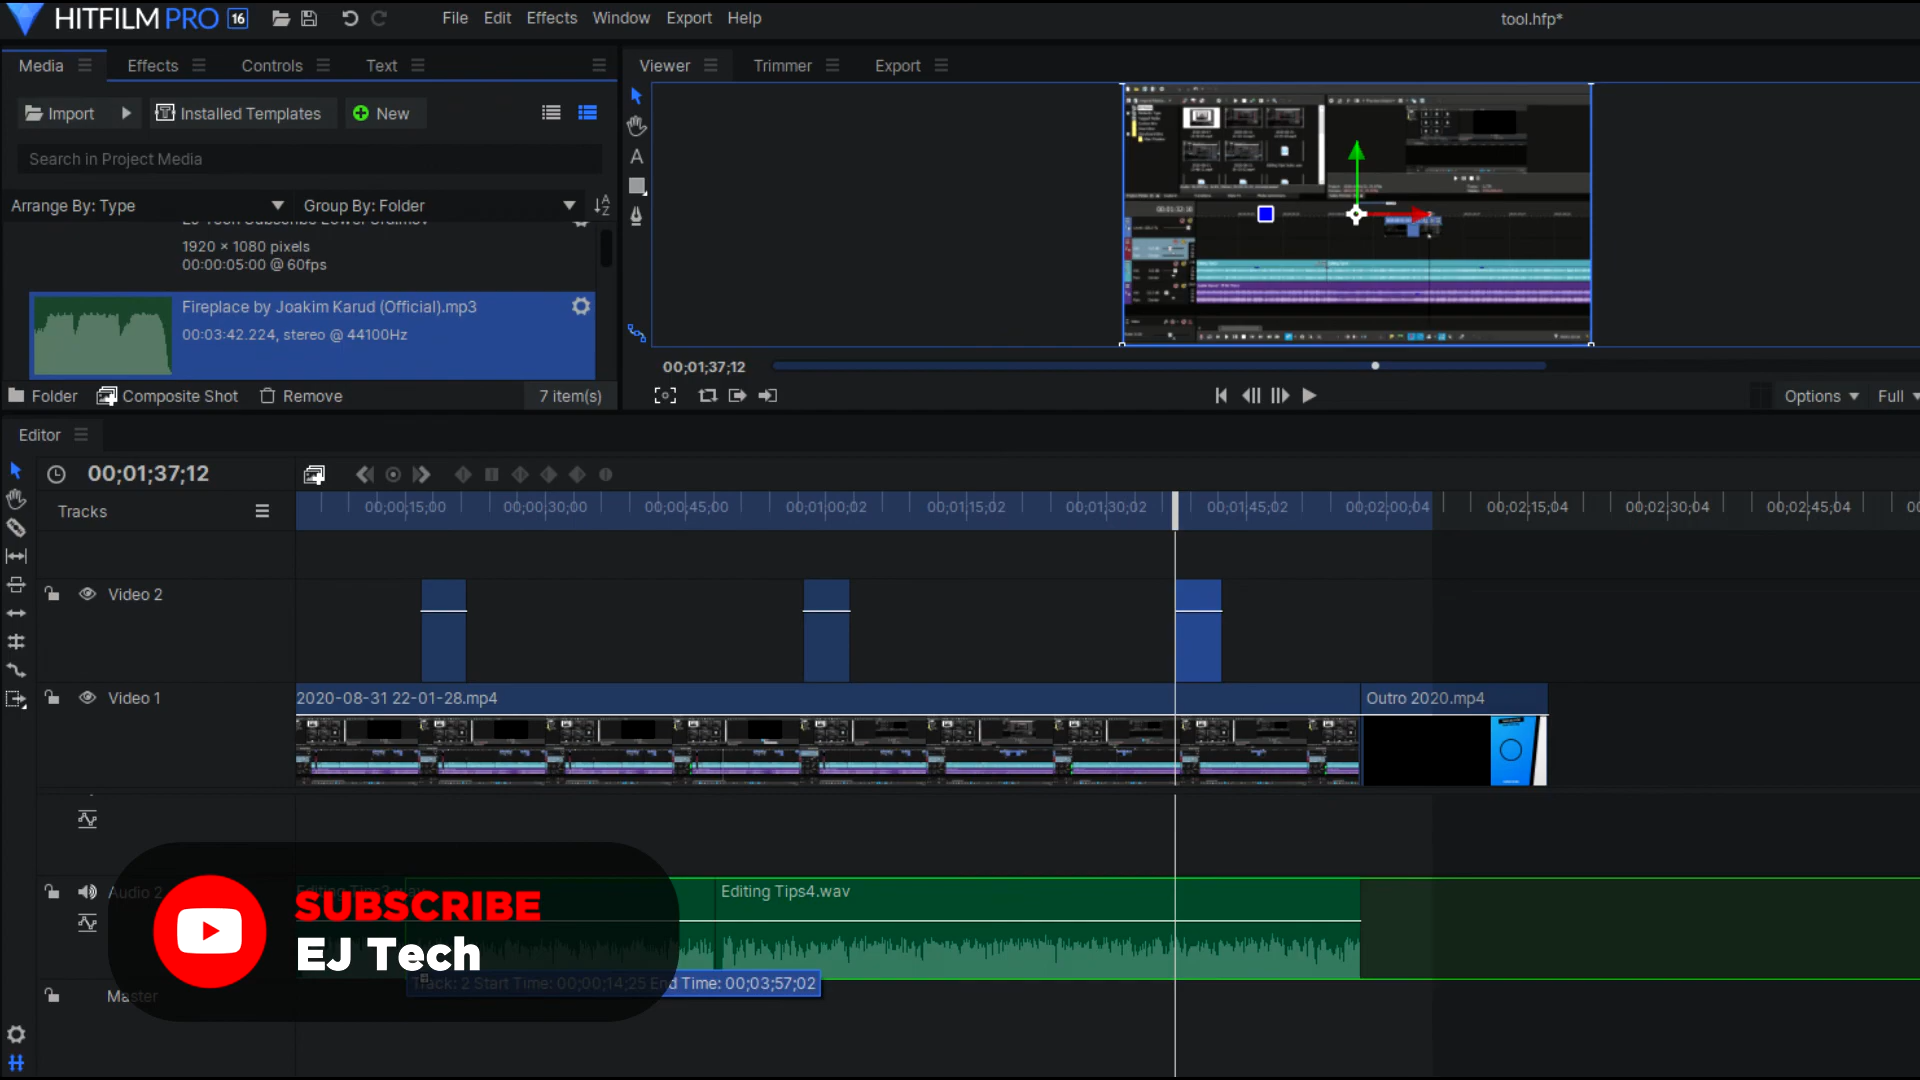 HITFILM PRO 16
File Edit Effects Window Export Help
tool.hfp*
Media Effects Controls Text
Viewer Trimmer Export
Import Installed Templates New
Search in Project Media
Arrange By: Type Group By: Folder
1920 × 1080 pixels
00:00:05:00 @ 60fps
Fireplace by Joakim Karud (Official).mp3
00:03:42.224, stereo @ 44100Hz
Folder Composite Shot Remove 7 item(s)
00;01;37;12
Options Full
Editor
00;01;37;12
Tracks
00;00;15;00 00;00;30;00 00;00;45;00 00;01;00;02 00;01;15;02 00;01;30;02 00;01;45;02 00;02;00;04 00;02;15;04 00;02;30;04 00;02;45;04
Video 2
Video 1
2020-08-31 22-01-28.mp4
Outro 2020.mp4
Audio 2
Editing Tips4.wav
SUBSCRIBE
EJ Tech
Track: 2 Start Time: 00;00;14;25 End Time: 00;03;57;02
Master